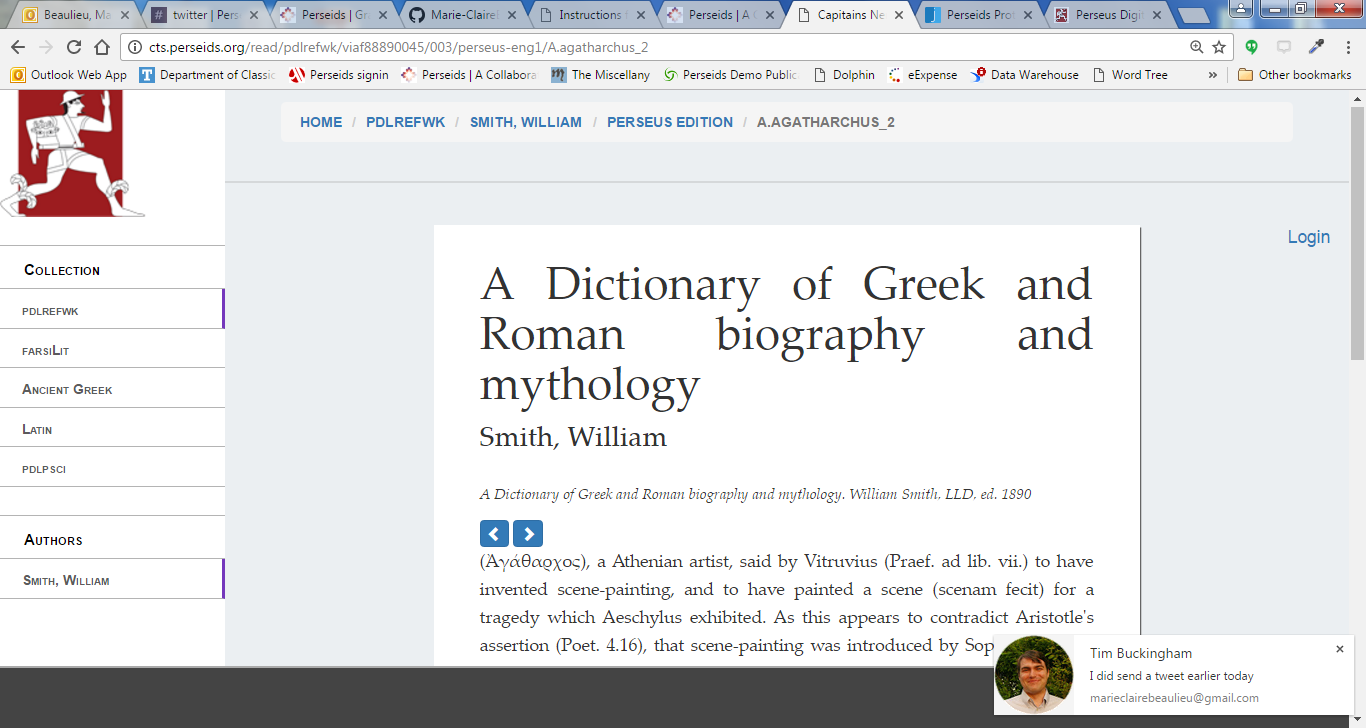 Beaulieu, Ma
twitter | Pers
Perseids | Gr
Marie-Claire
Instructions
Perseids | A C
Capitains Ne
Perseids Pro
Perseus Digi
cts.perseids.org/read/pdlrefwk/viaf88890045/003/perseus-eng1/A.agatharchus_2
Outlook Web App
Department of Classic
Perseids signin
Perseids | A Collabora
The Miscellany
Perseids Demo Public
Dolphin
eExpense
Data Warehouse
Word Tree
»
Other bookmarks
HOME / PDLREFWK / SMITH, WILLIAM / PERSEUS EDITION / A.AGATHARCHUS_2
Login
Collection
pdlrefwk
farsiLit
Ancient Greek
Latin
pdlpsci
Authors
Smith, William
A Dictionary of Greek and
Roman biography and
mythology
Smith, William
A Dictionary of Greek and Roman biography and mythology. William Smith, LLD, ed. 1890
(Ἀγάθαρχος), a Athenian artist, said by Vitruvius (Praef. ad lib. vii.) to have
invented scene-painting, and to have painted a scene (scenam fecit) for a
tragedy which Aeschylus exhibited. As this appears to contradict Aristotle's
assertion (Poet. 4.16), that scene-painting was introduced by Sop
Tim Buckingham
I did send a tweet earlier today
marieclairebeaulieu@gmail.com